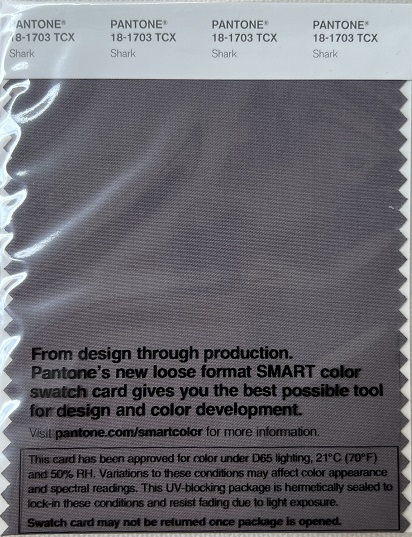 PANTONE® PANTONE® PANTONE® PANTONE®
18-1703 TCX 18-1703 TCX 18-1703 TCX 18-1703 TCX
Shark Shark Shark Shark
From design through production.
Pantone's new loose format SMART color
swatch card gives you the best possible tool
for design and color development.
Visit pantone.com/smartcolor for more information.
This card has been approved for color under D65 lighting, 21°C (70°F)
and 50% RH. Variations to these conditions may affect color appearance
and spectral readings. This UV-blocking package is hermetically sealed to
lock-in these conditions and resist fading due to light exposure.
Swatch card may not be returned once package is opened.